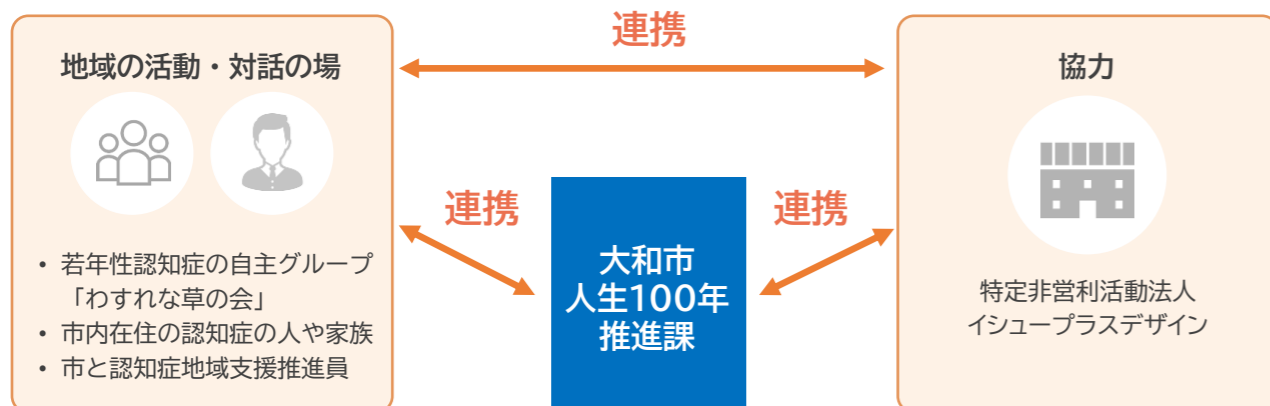 連携
地域の活動・対話の場
• 若年性認知症の自主グループ
「わすれな草の会」
• 市内在住の認知症の人や家族
• 市と認知症地域支援推進員
連携
大和市
人生100年
推進課
連携
協力
特定非営利活動法人
イシュープラスデザイン